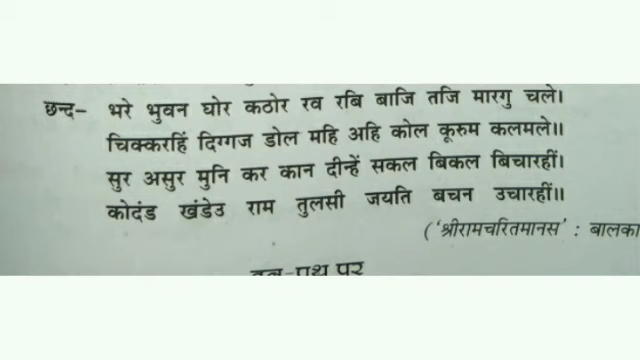 छन्द– भरे भुवन घोर कठोर रव रबि बाजि तजि मारगु चले।
चिक्करहिं दिग्गज डोल महि अहि कोल कूरुम कलमले॥
सुर असुर मुनि कर कान दीन्हें सकल बिकल बिचारहीं।
कोदंड खंडेउ राम तुलसी जयति बचन उचारहीं॥
('श्रीरामचरितमानस' : बालका
पर